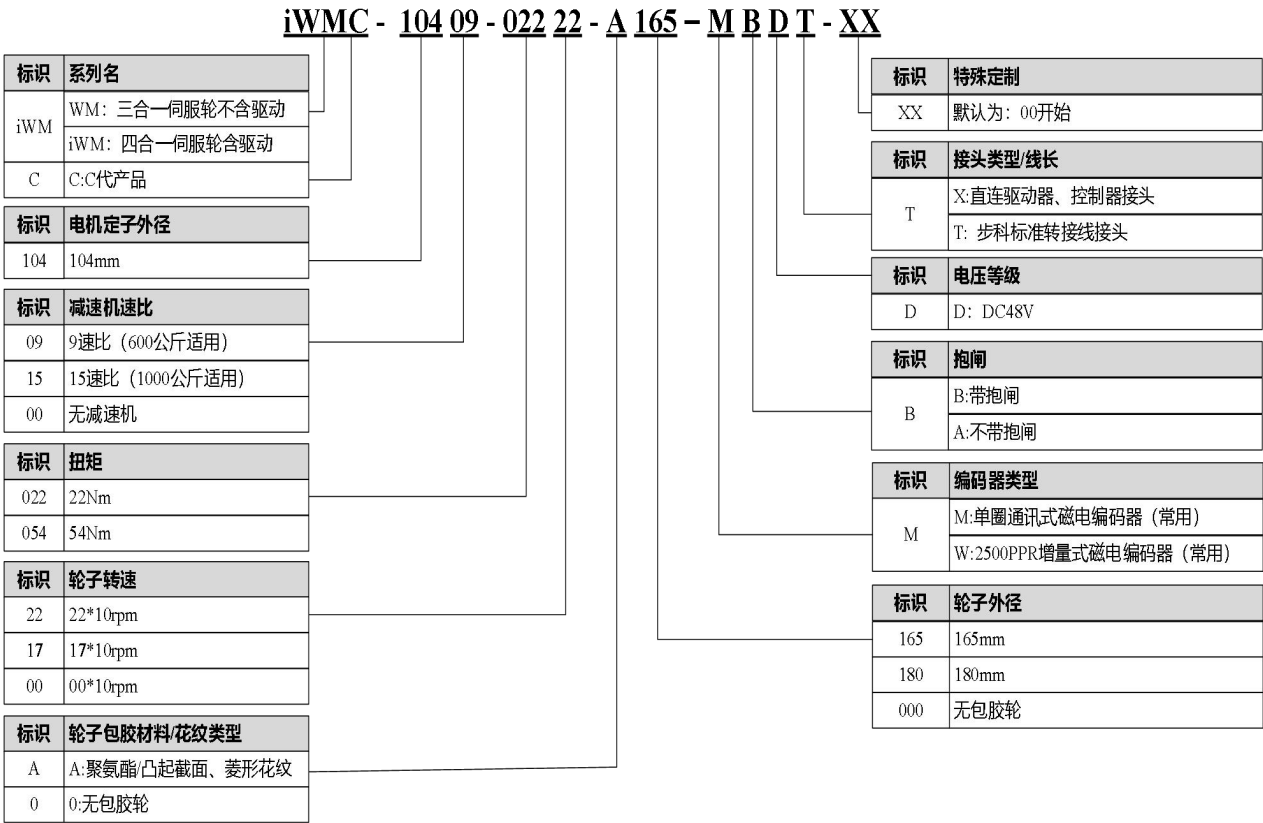 iWMC - 104 09 - 022 22 - A 165 – M B D T - XX
标识 系列名
iWM
WM：三合一伺服轮不含驱动
iWM：四合一伺服轮含驱动
C C:C代产品
标识 电机定子外径
104 104mm
标识 减速机速比
09 9速比（600公斤适用）
15 15速比（1000公斤适用）
00 无减速机
标识 扭矩
022 22Nm
054 54Nm
标识 轮子转速
22 22*10rpm
17 17*10rpm
00 00*10rpm
标识 轮子包胶材料/花纹类型
A A:聚氨酯/凸起截面、菱形花纹
0 0:无包胶轮
标识 特殊定制
XX 默认为：00开始
标识 接头类型/线长
T
X:直连驱动器、控制器接头
T: 步科标准转接线接头
标识 电压等级
D D：DC48V
标识 抱闸
B
B:带抱闸
A:不带抱闸
标识 编码器类型
M
M:单圈通讯式磁电编码器（常用）
W:2500PPR增量式磁电编码器（常用）
标识 轮子外径
165 165mm
180 180mm
000 无包胶轮